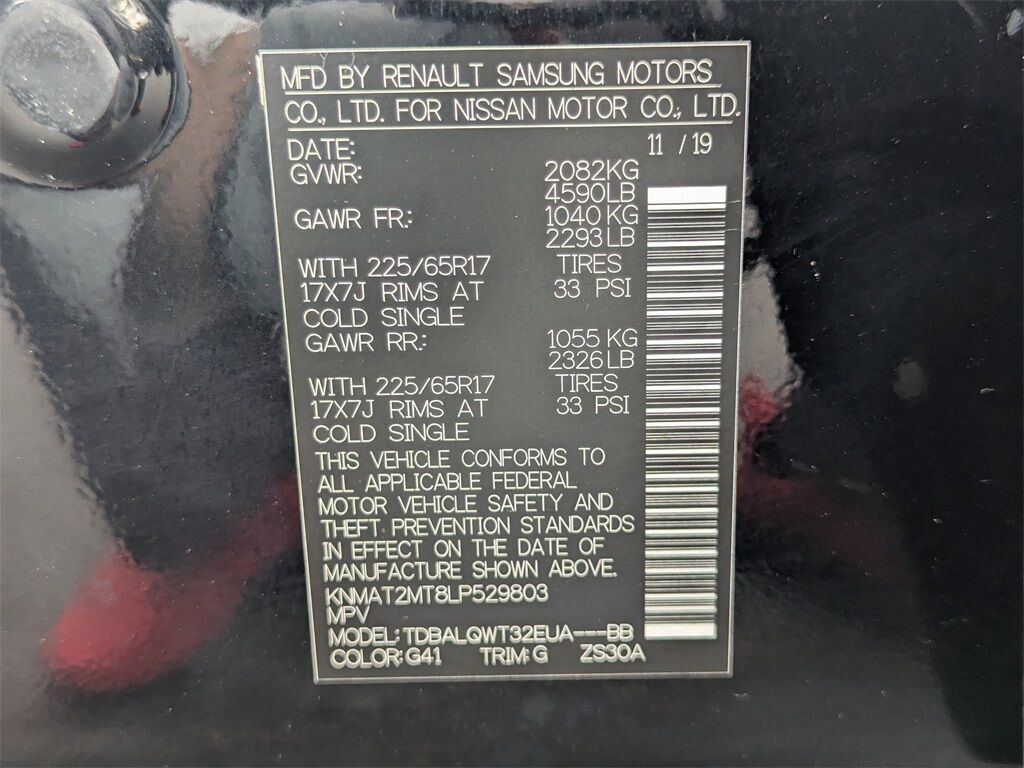 MFD BY RENAULT SAMSUNG MOTORS
CO., LTD. FOR NISSAN MOTOR CO., LTD.
DATE: 11 / 19
GVWR: 2082KG
4590LB
GAWR FR.: 1040 KG
2293LB
WITH 225/65R17 TIRES
17X7J RIMS AT 33 PSI
COLD SINGLE
GAWR RR.: 1055 KG
2326LB
WITH 225/65R17 TIRES
17X7J RIMS AT 33 PSI
COLD SINGLE
THIS VEHICLE CONFORMS TO
ALL APPLICABLE FEDERAL
MOTOR VEHICLE SAFETY AND
THEFT PREVENTION STANDARDS
IN EFFECT ON THE DATE OF
MANUFACTURE SHOWN ABOVE.
KNMAT2MT8LP529803
MPV
MODEL: TDBALQWT32EUA---BB
COLOR: G41 TRIM: G ZS30A